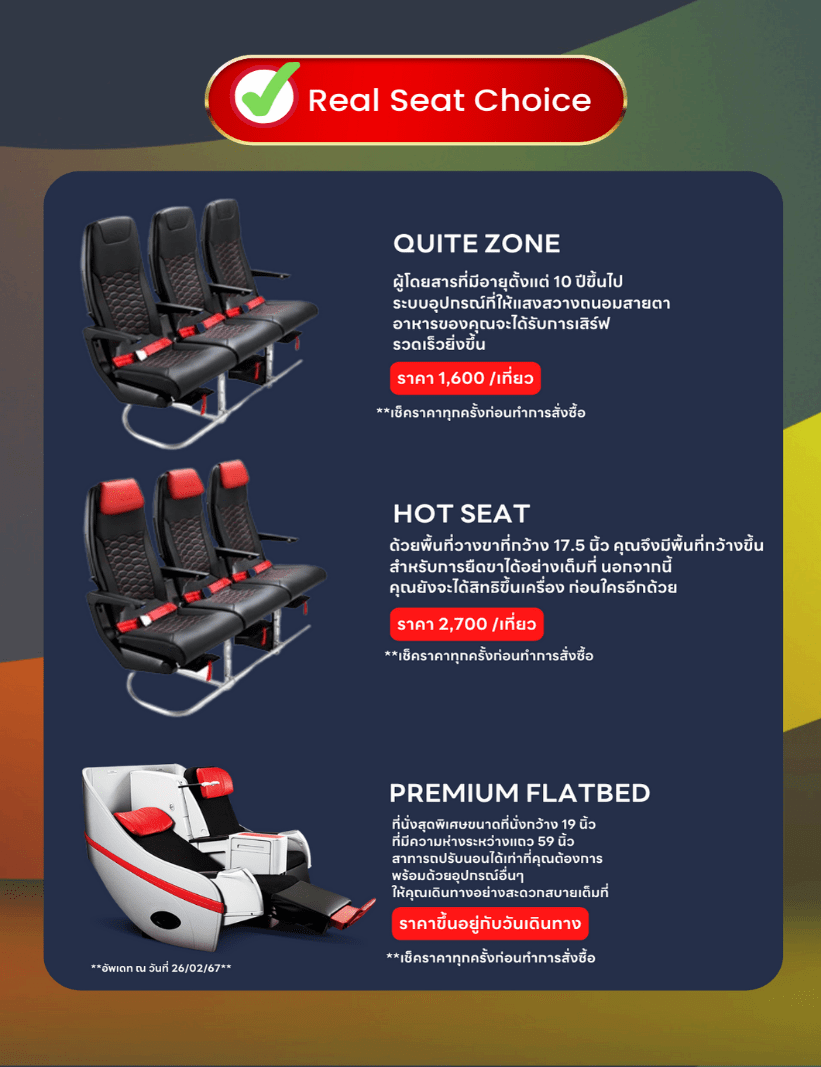 Real Seat Choice
QUITE ZONE
ผู้โดยสารที่มีอายุตั้งแต่ 10 ปีขึ้นไป
ระบบอุปกรณ์ที่ให้แสงสว่างถนอมสายตา
อาหารของคุณจะได้รับการเสิร์ฟ
รวดเร็วยิ่งขึ้น
ราคา 1,600 /เที่ยว
**เช็คราคาทุกครั้งก่อนทำการสั่งซื้อ
HOT SEAT
ด้วยพื้นที่วางขาที่กว้าง 17.5 นิ้ว คุณจึงมีพื้นที่กว้างขึ้น
สำหรับการยืดขาได้อย่างเต็มที่ นอกจากนี้
คุณยังจะได้สิทธิขึ้นเครื่อง ก่อนใครอีกด้วย
ราคา 2,700 /เที่ยว
**เช็คราคาทุกครั้งก่อนทำการสั่งซื้อ
PREMIUM FLATBED
ที่นั่งสุดพิเศษขนาดที่นั่งกว้าง 19 นิ้ว
ที่มีความห่างระหว่างแถว 59 นิ้ว
สามารถปรับนอนได้เท่าที่คุณต้องการ
พร้อมด้วยอุปกรณ์อื่นๆ
ให้คุณเดินทางอย่างสะดวกสบายเต็มที่
ราคาขึ้นอยู่กับวันเดินทาง
**เช็คราคาทุกครั้งก่อนทำการสั่งซื้อ
**อัพเดท ณ วันที่ 26/02/67**